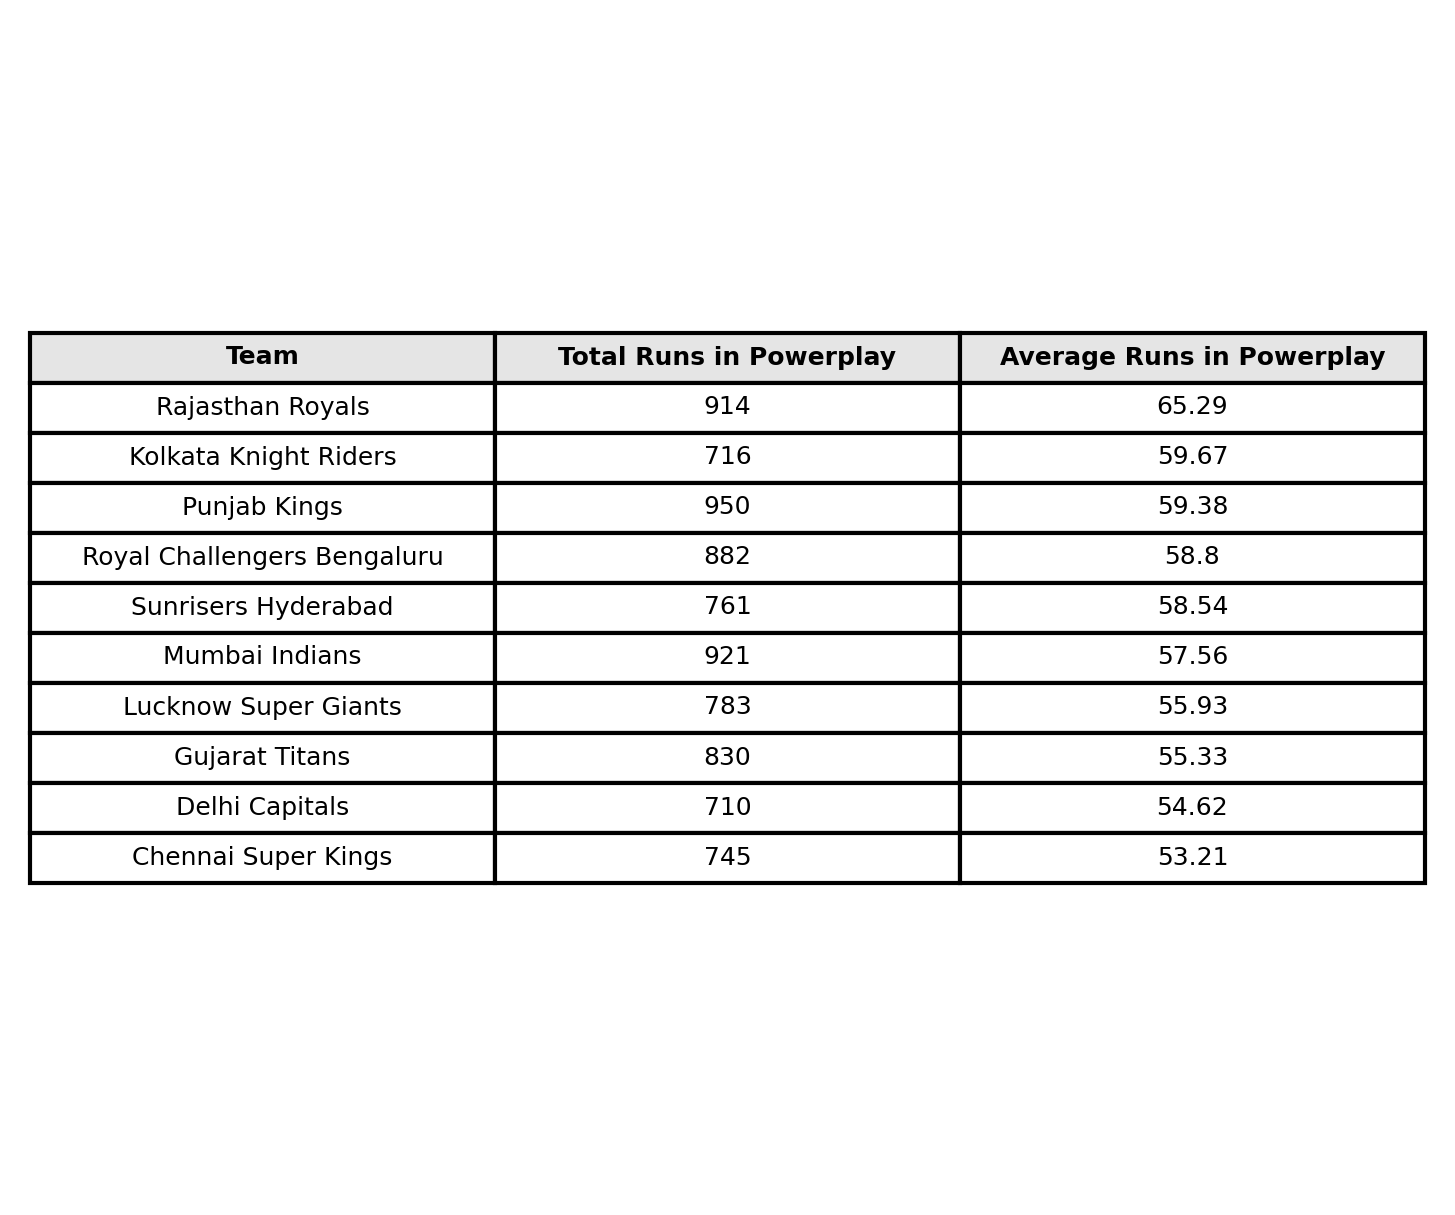 Team Total Runs in Powerplay Average Runs in Powerplay
Rajasthan Royals 914 65.29
Kolkata Knight Riders 716 59.67
Punjab Kings 950 59.38
Royal Challengers Bengaluru 882 58.8
Sunrisers Hyderabad 761 58.54
Mumbai Indians 921 57.56
Lucknow Super Giants 783 55.93
Gujarat Titans 830 55.33
Delhi Capitals 710 54.62
Chennai Super Kings 745 53.21